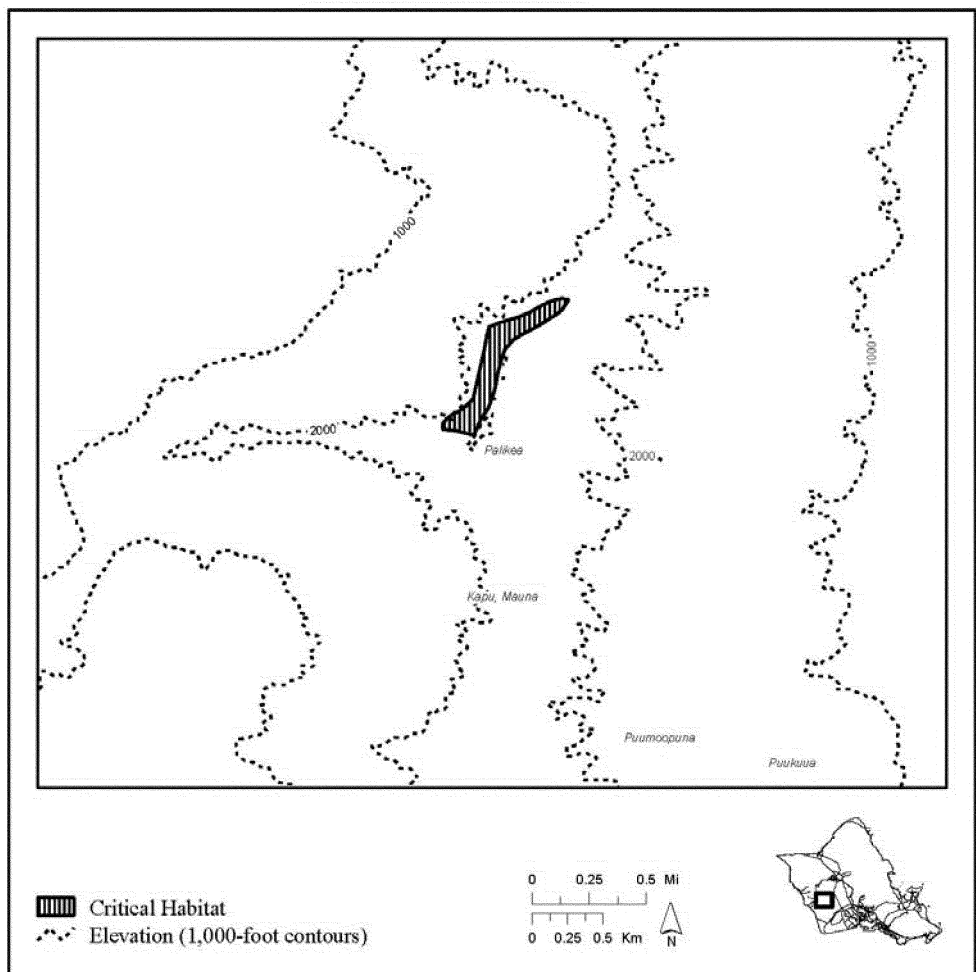 1000
1000
2000
Palikea
2000
Kapu, Mauna
Puumoopuna
Puukuua
Critical Habitat
Elevation (1,000-foot contours)
0 0.25 0.5 Mi
0 0.25 0.5 Km
N